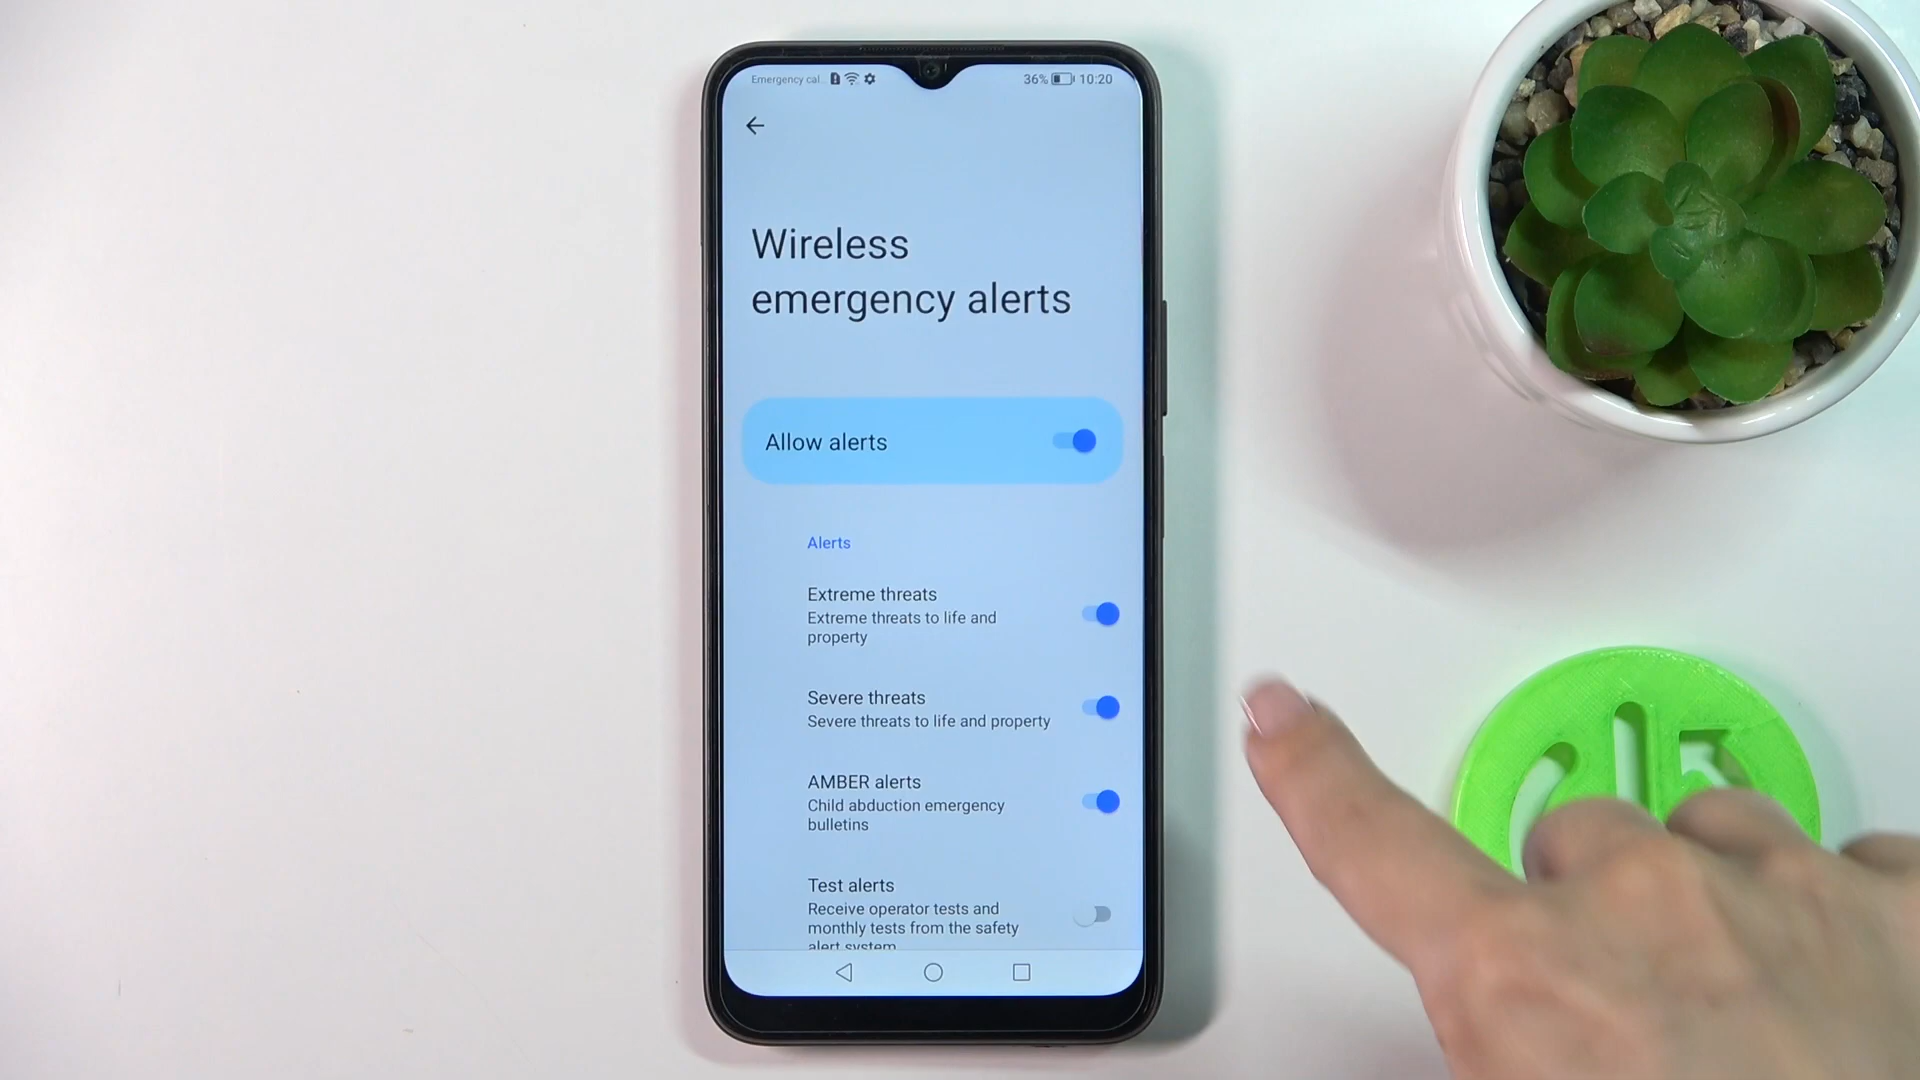 Emergency cal 36% 10:20
Wireless
emergency alerts
Allow alerts
Alerts
Extreme threats
Extreme threats to life and
property
Severe threats
Severe threats to life and property
AMBER alerts
Child abduction emergency
bulletins
Test alerts
Receive operator tests and
monthly tests from the safety
alert system